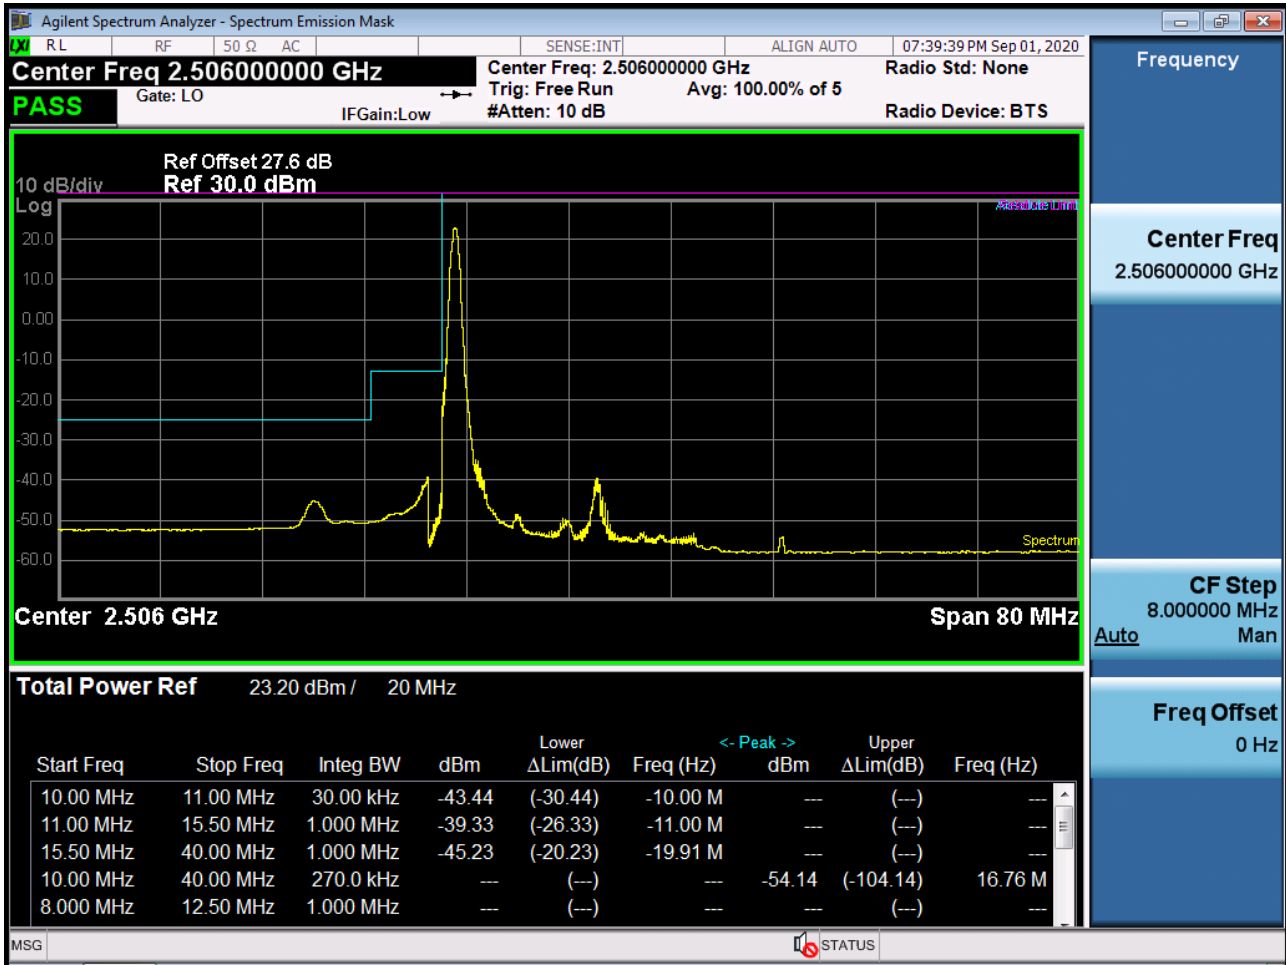 Agilent Spectrum Analyzer - Spectrum Emission Mask
LXI RL RF 50 Ω AC SENSE:INT ALIGN AUTO 07:39:39 PM Sep 01, 2020
Center Freq 2.506000000 GHz
Center Freq: 2.506000000 GHz
Radio Std: None
PASS
Gate: LO
IFGain:Low
Trig: Free Run
Avg: 100.00% of 5
#Atten: 10 dB
Radio Device: BTS
Ref Offset 27.6 dB
10 dB/div
Ref 30.0 dBm
Log
20.0
10.0
0.00
-10.0
-20.0
-30.0
-40.0
-50.0
-60.0
Spectrum
Center 2.506 GHz
Span 80 MHz
Total Power Ref 23.20 dBm / 20 MHz
Lower <- Peak -> Upper
Start Freq Stop Freq Integ BW dBm ΔLim(dB) Freq (Hz) dBm ΔLim(dB) Freq (Hz)
10.00 MHz 11.00 MHz 30.00 kHz -43.44 (-30.44) -10.00 M --- (---) ---
11.00 MHz 15.50 MHz 1.000 MHz -39.33 (-26.33) -11.00 M --- (---) ---
15.50 MHz 40.00 MHz 1.000 MHz -45.23 (-20.23) -19.91 M --- (---) ---
10.00 MHz 40.00 MHz 270.0 kHz --- (---) --- -54.14 (-104.14) 16.76 M
8.000 MHz 12.50 MHz 1.000 MHz --- (---) --- --- (---) ---
MSG
STATUS
Frequency
Center Freq
2.506000000 GHz
CF Step
8.000000 MHz
Auto Man
Freq Offset
0 Hz